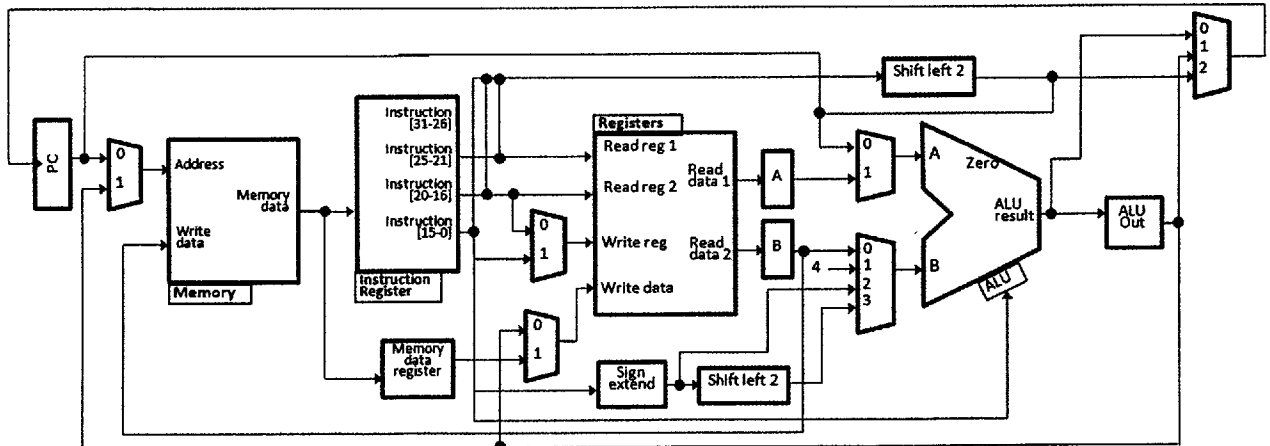 0
1
2
Shift left 2
PC
0
1
Address
Memory
data
Write
data
Memory
Instruction
[31-26]
Instruction
[25-21]
Instruction
[20-16]
Instruction
[15-0]
Instruction
Register
0
1
Memory
data
register
0
1
Registers
Read reg 1
Read reg 2
Write reg
Write data
Read
data 1
Read
data 2
A
B
Sign
extend
Shift left 2
0
1
4
0
1
2
3
A
B
Zero
ALU
result
ALU
ALU
Out